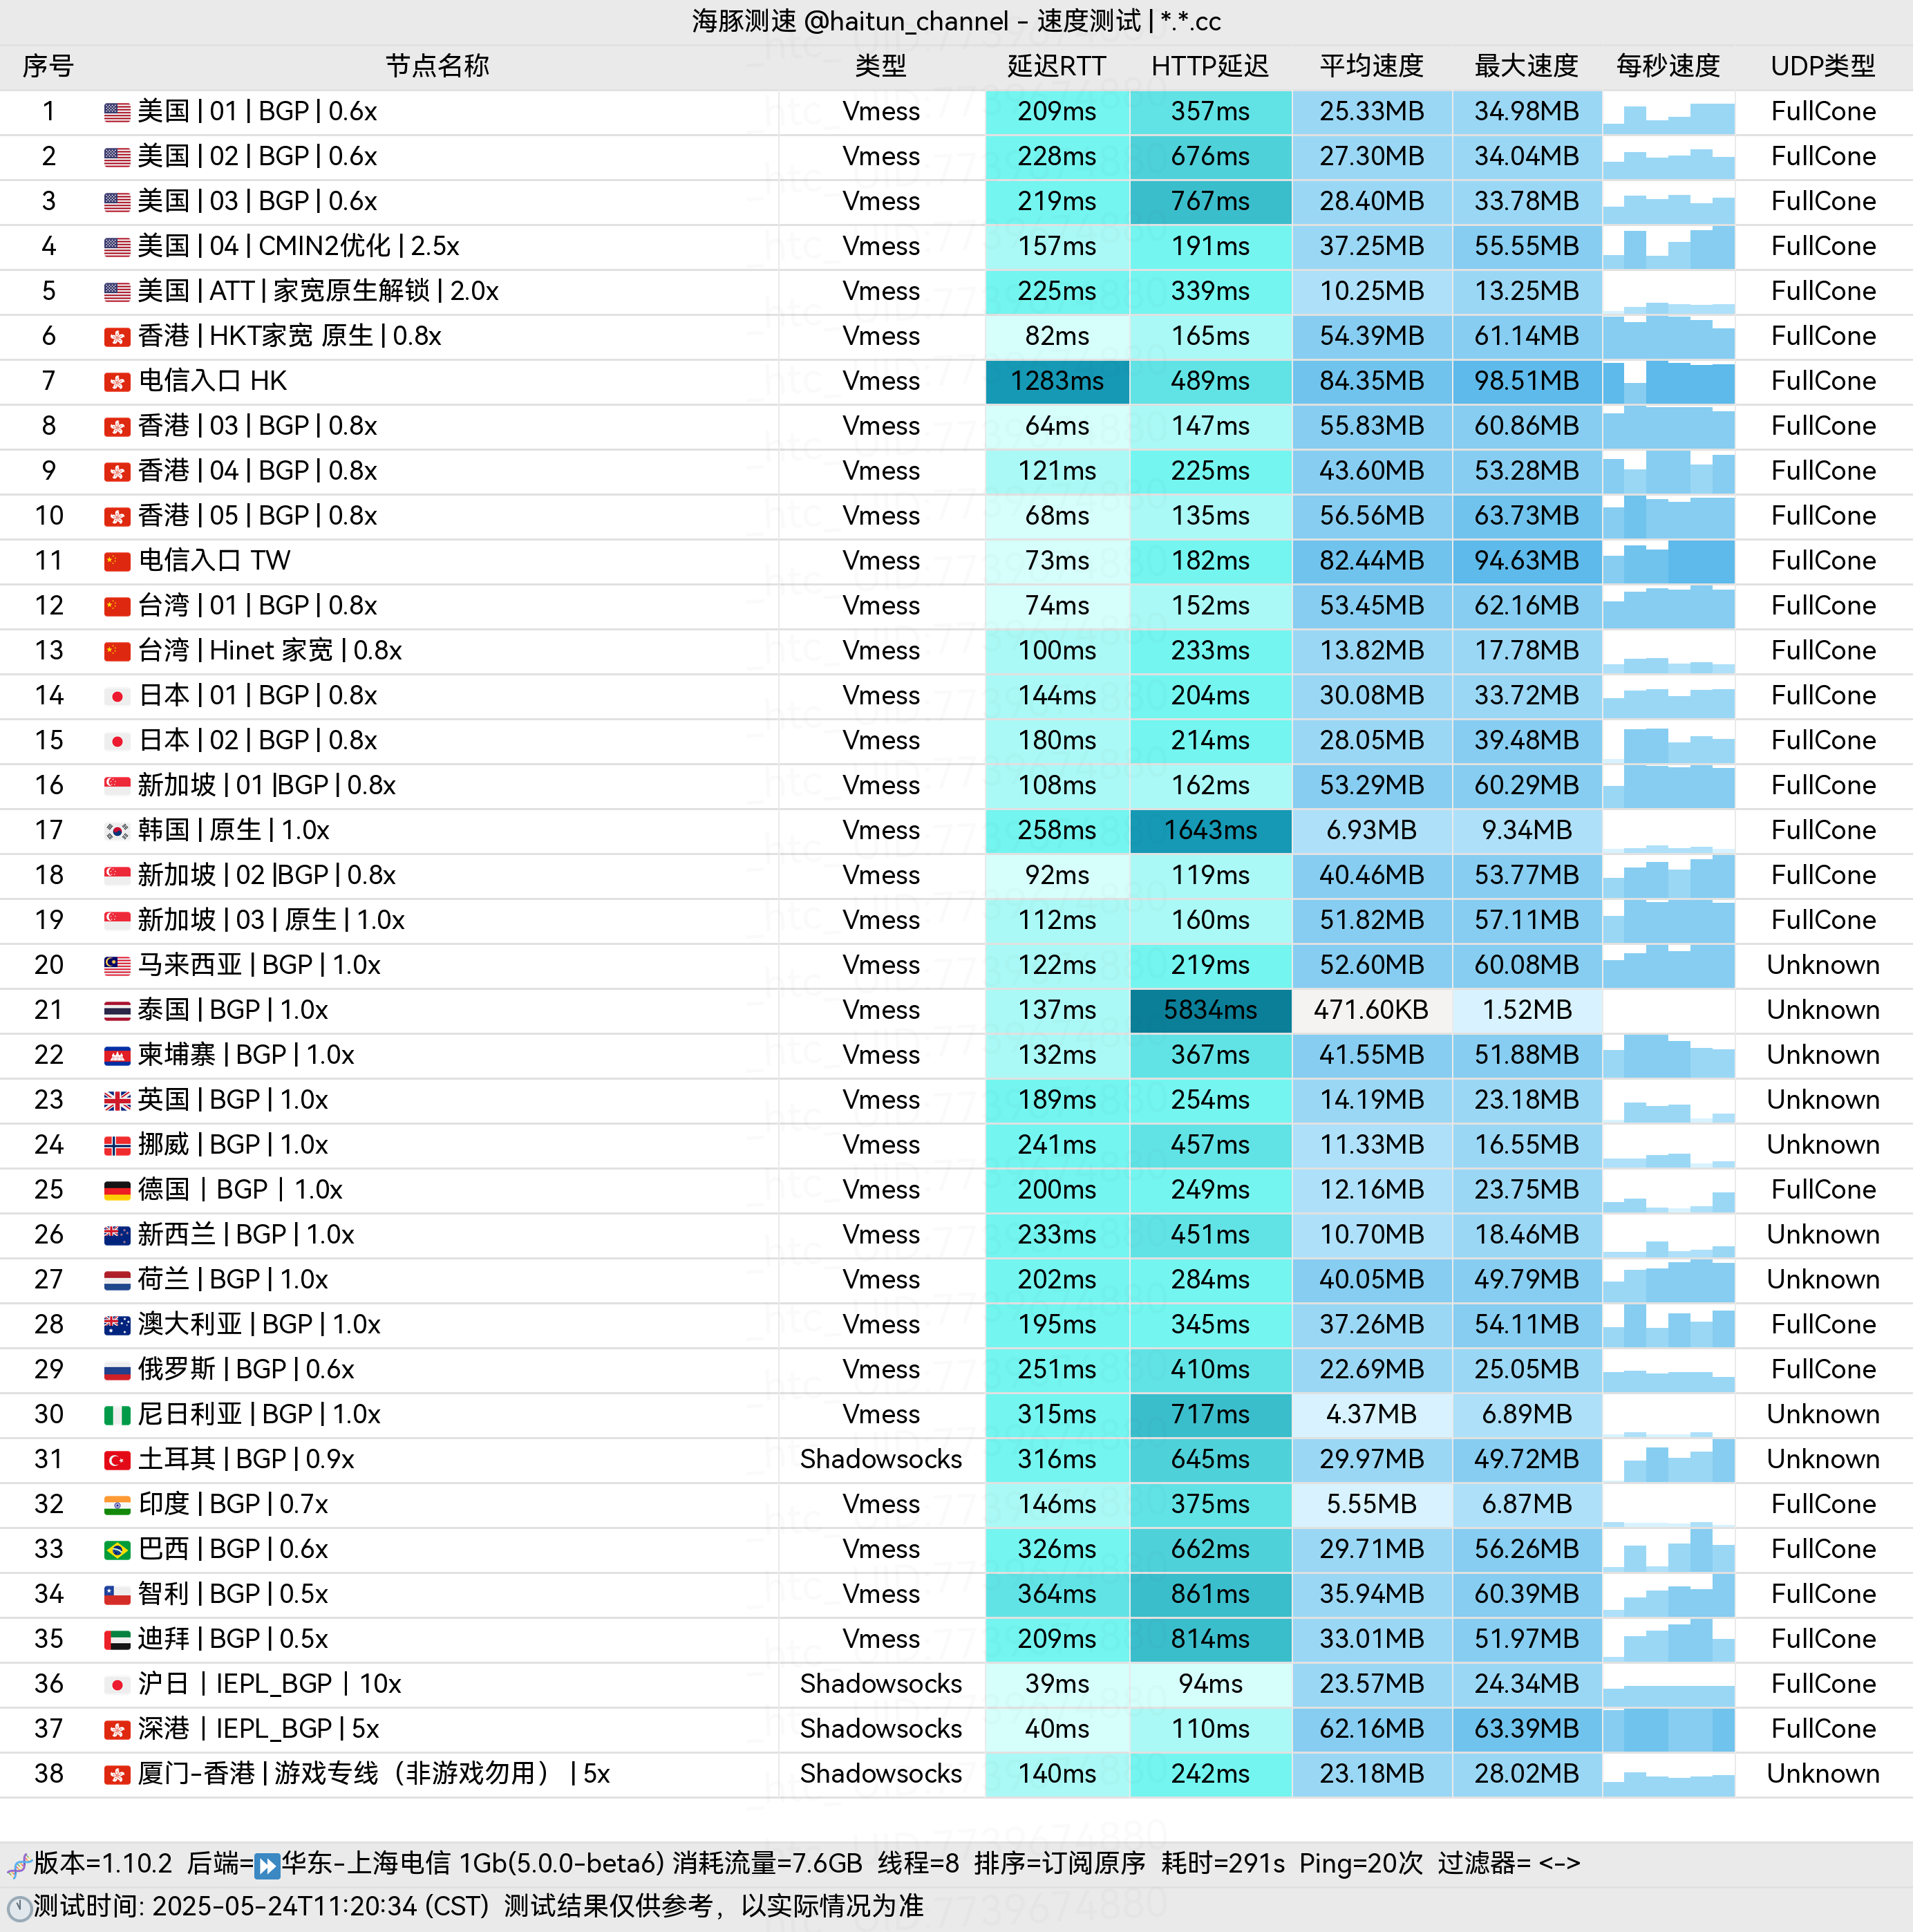 海豚测速 @haitun_channel - 速度测试 | *.*.cc
序号 节点名称 类型 延迟RTT HTTP延迟 平均速度 最大速度 每秒速度 UDP类型
1 美国 | 01 | BGP | 0.6x Vmess 209ms 357ms 25.33MB 34.98MB FullCone
2 美国 | 02 | BGP | 0.6x Vmess 228ms 676ms 27.30MB 34.04MB FullCone
3 美国 | 03 | BGP | 0.6x Vmess 219ms 767ms 28.40MB 33.78MB FullCone
4 美国 | 04 | CMIN2优化 | 2.5x Vmess 157ms 191ms 37.25MB 55.55MB FullCone
5 美国 | ATT | 家宽原生解锁 | 2.0x Vmess 225ms 339ms 10.25MB 13.25MB FullCone
6 香港 | HKT家宽 原生 | 0.8x Vmess 82ms 165ms 54.39MB 61.14MB FullCone
7 电信入口 HK Vmess 1283ms 489ms 84.35MB 98.51MB FullCone
8 香港 | 03 | BGP | 0.8x Vmess 64ms 147ms 55.83MB 60.86MB FullCone
9 香港 | 04 | BGP | 0.8x Vmess 121ms 225ms 43.60MB 53.28MB FullCone
10 香港 | 05 | BGP | 0.8x Vmess 68ms 135ms 56.56MB 63.73MB FullCone
11 电信入口 TW Vmess 73ms 182ms 82.44MB 94.63MB FullCone
12 台湾 | 01 | BGP | 0.8x Vmess 74ms 152ms 53.45MB 62.16MB FullCone
13 台湾 | Hinet 家宽 | 0.8x Vmess 100ms 233ms 13.82MB 17.78MB FullCone
14 日本 | 01 | BGP | 0.8x Vmess 144ms 204ms 30.08MB 33.72MB FullCone
15 日本 | 02 | BGP | 0.8x Vmess 180ms 214ms 28.05MB 39.48MB FullCone
16 新加坡 | 01 |BGP | 0.8x Vmess 108ms 162ms 53.29MB 60.29MB FullCone
17 韩国 | 原生 | 1.0x Vmess 258ms 1643ms 6.93MB 9.34MB FullCone
18 新加坡 | 02 |BGP | 0.8x Vmess 92ms 119ms 40.46MB 53.77MB FullCone
19 新加坡 | 03 | 原生 | 1.0x Vmess 112ms 160ms 51.82MB 57.11MB FullCone
20 马来西亚 | BGP | 1.0x Vmess 122ms 219ms 52.60MB 60.08MB Unknown
21 泰国 | BGP | 1.0x Vmess 137ms 5834ms 471.60KB 1.52MB Unknown
22 柬埔寨 | BGP | 1.0x Vmess 132ms 367ms 41.55MB 51.88MB Unknown
23 英国 | BGP | 1.0x Vmess 189ms 254ms 14.19MB 23.18MB Unknown
24 挪威 | BGP | 1.0x Vmess 241ms 457ms 11.33MB 16.55MB Unknown
25 德国｜BGP｜1.0x Vmess 200ms 249ms 12.16MB 23.75MB FullCone
26 新西兰 | BGP | 1.0x Vmess 233ms 451ms 10.70MB 18.46MB Unknown
27 荷兰 | BGP | 1.0x Vmess 202ms 284ms 40.05MB 49.79MB Unknown
28 澳大利亚 | BGP | 1.0x Vmess 195ms 345ms 37.26MB 54.11MB FullCone
29 俄罗斯 | BGP | 0.6x Vmess 251ms 410ms 22.69MB 25.05MB FullCone
30 尼日利亚 | BGP | 1.0x Vmess 315ms 717ms 4.37MB 6.89MB Unknown
31 土耳其 | BGP | 0.9x Shadowsocks 316ms 645ms 29.97MB 49.72MB Unknown
32 印度 | BGP | 0.7x Vmess 146ms 375ms 5.55MB 6.87MB FullCone
33 巴西 | BGP | 0.6x Vmess 326ms 662ms 29.71MB 56.26MB FullCone
34 智利 | BGP | 0.5x Vmess 364ms 861ms 35.94MB 60.39MB FullCone
35 迪拜 | BGP | 0.5x Vmess 209ms 814ms 33.01MB 51.97MB FullCone
36 沪日｜IEPL_BGP｜10x Shadowsocks 39ms 94ms 23.57MB 24.34MB FullCone
37 深港｜IEPL_BGP | 5x Shadowsocks 40ms 110ms 62.16MB 63.39MB FullCone
38 厦门-香港 | 游戏专线（非游戏勿用） | 5x Shadowsocks 140ms 242ms 23.18MB 28.02MB Unknown
版本=1.10.2 后端=⏩华东-上海电信 1Gb(5.0.0-beta6) 消耗流量=7.6GB 线程=8 排序=订阅原序 耗时=291s Ping=20次 过滤器= <->
测试时间: 2025-05-24T11:20:34 (CST) 测试结果仅供参考，以实际情况为准